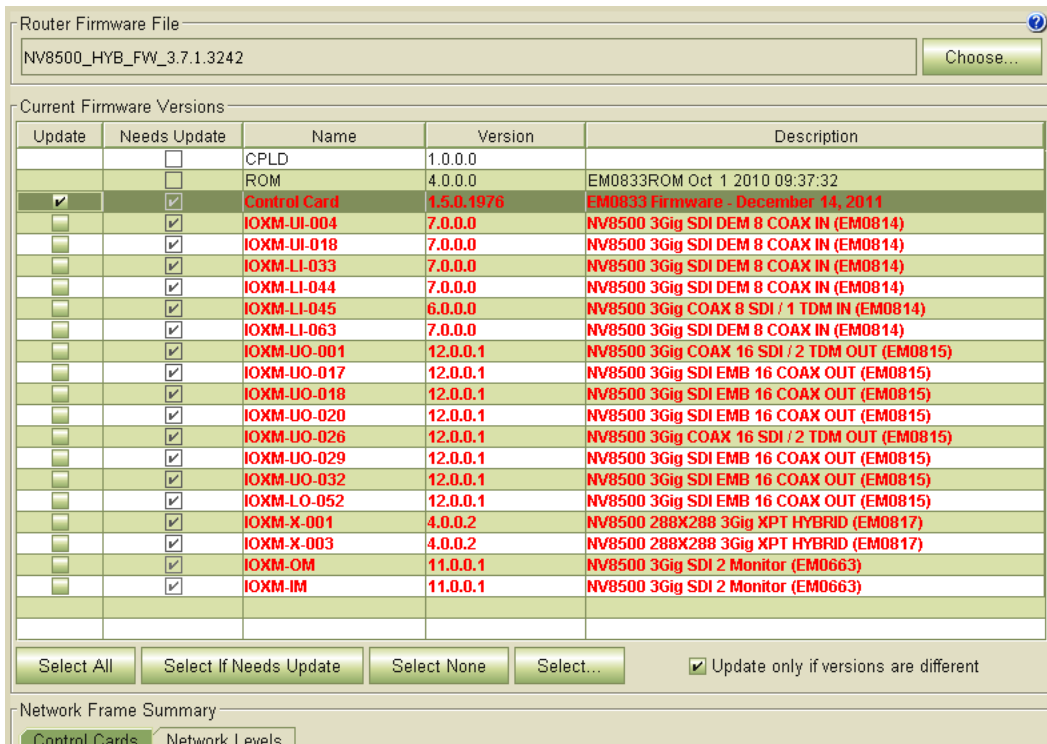 Router Firmware File
NV8500_HYB_FW_3.7.1.3242 Choose...
Current Firmware Versions
Update Needs Update Name Version Description
CPLD 1.0.0.0
ROM 4.0.0.0 EM0833ROM Oct 1 2010 09:37:32
Control Card 1.5.0.1976 EM0833 Firmware - December 14, 2011
IOXM-UI-004 7.0.0.0 NV8500 3Gig SDI DEM 8 COAX IN (EM0814)
IOXM-UI-018 7.0.0.0 NV8500 3Gig SDI DEM 8 COAX IN (EM0814)
IOXM-LI-033 7.0.0.0 NV8500 3Gig SDI DEM 8 COAX IN (EM0814)
IOXM-LI-044 7.0.0.0 NV8500 3Gig SDI DEM 8 COAX IN (EM0814)
IOXM-LI-045 6.0.0.0 NV8500 3Gig COAX 8 SDI / 1 TDM IN (EM0814)
IOXM-LI-063 7.0.0.0 NV8500 3Gig SDI DEM 8 COAX IN (EM0814)
IOXM-UO-001 12.0.0.1 NV8500 3Gig COAX 16 SDI / 2 TDM OUT (EM0815)
IOXM-UO-017 12.0.0.1 NV8500 3Gig SDI EMB 16 COAX OUT (EM0815)
IOXM-UO-018 12.0.0.1 NV8500 3Gig SDI EMB 16 COAX OUT (EM0815)
IOXM-UO-020 12.0.0.1 NV8500 3Gig SDI EMB 16 COAX OUT (EM0815)
IOXM-UO-026 12.0.0.1 NV8500 3Gig COAX 16 SDI / 2 TDM OUT (EM0815)
IOXM-UO-029 12.0.0.1 NV8500 3Gig SDI EMB 16 COAX OUT (EM0815)
IOXM-UO-032 12.0.0.1 NV8500 3Gig SDI EMB 16 COAX OUT (EM0815)
IOXM-LO-052 12.0.0.1 NV8500 3Gig SDI EMB 16 COAX OUT (EM0815)
IOXM-X-001 4.0.0.2 NV8500 288X288 3Gig XPT HYBRID (EM0817)
IOXM-X-003 4.0.0.2 NV8500 288X288 3Gig XPT HYBRID (EM0817)
IOXM-OM 11.0.0.1 NV8500 3Gig SDI 2 Monitor (EM0663)
IOXM-IM 11.0.0.1 NV8500 3Gig SDI 2 Monitor (EM0663)
Select All Select If Needs Update Select None Select... Update only if versions are different
Network Frame Summary
Control Cards Network Levels